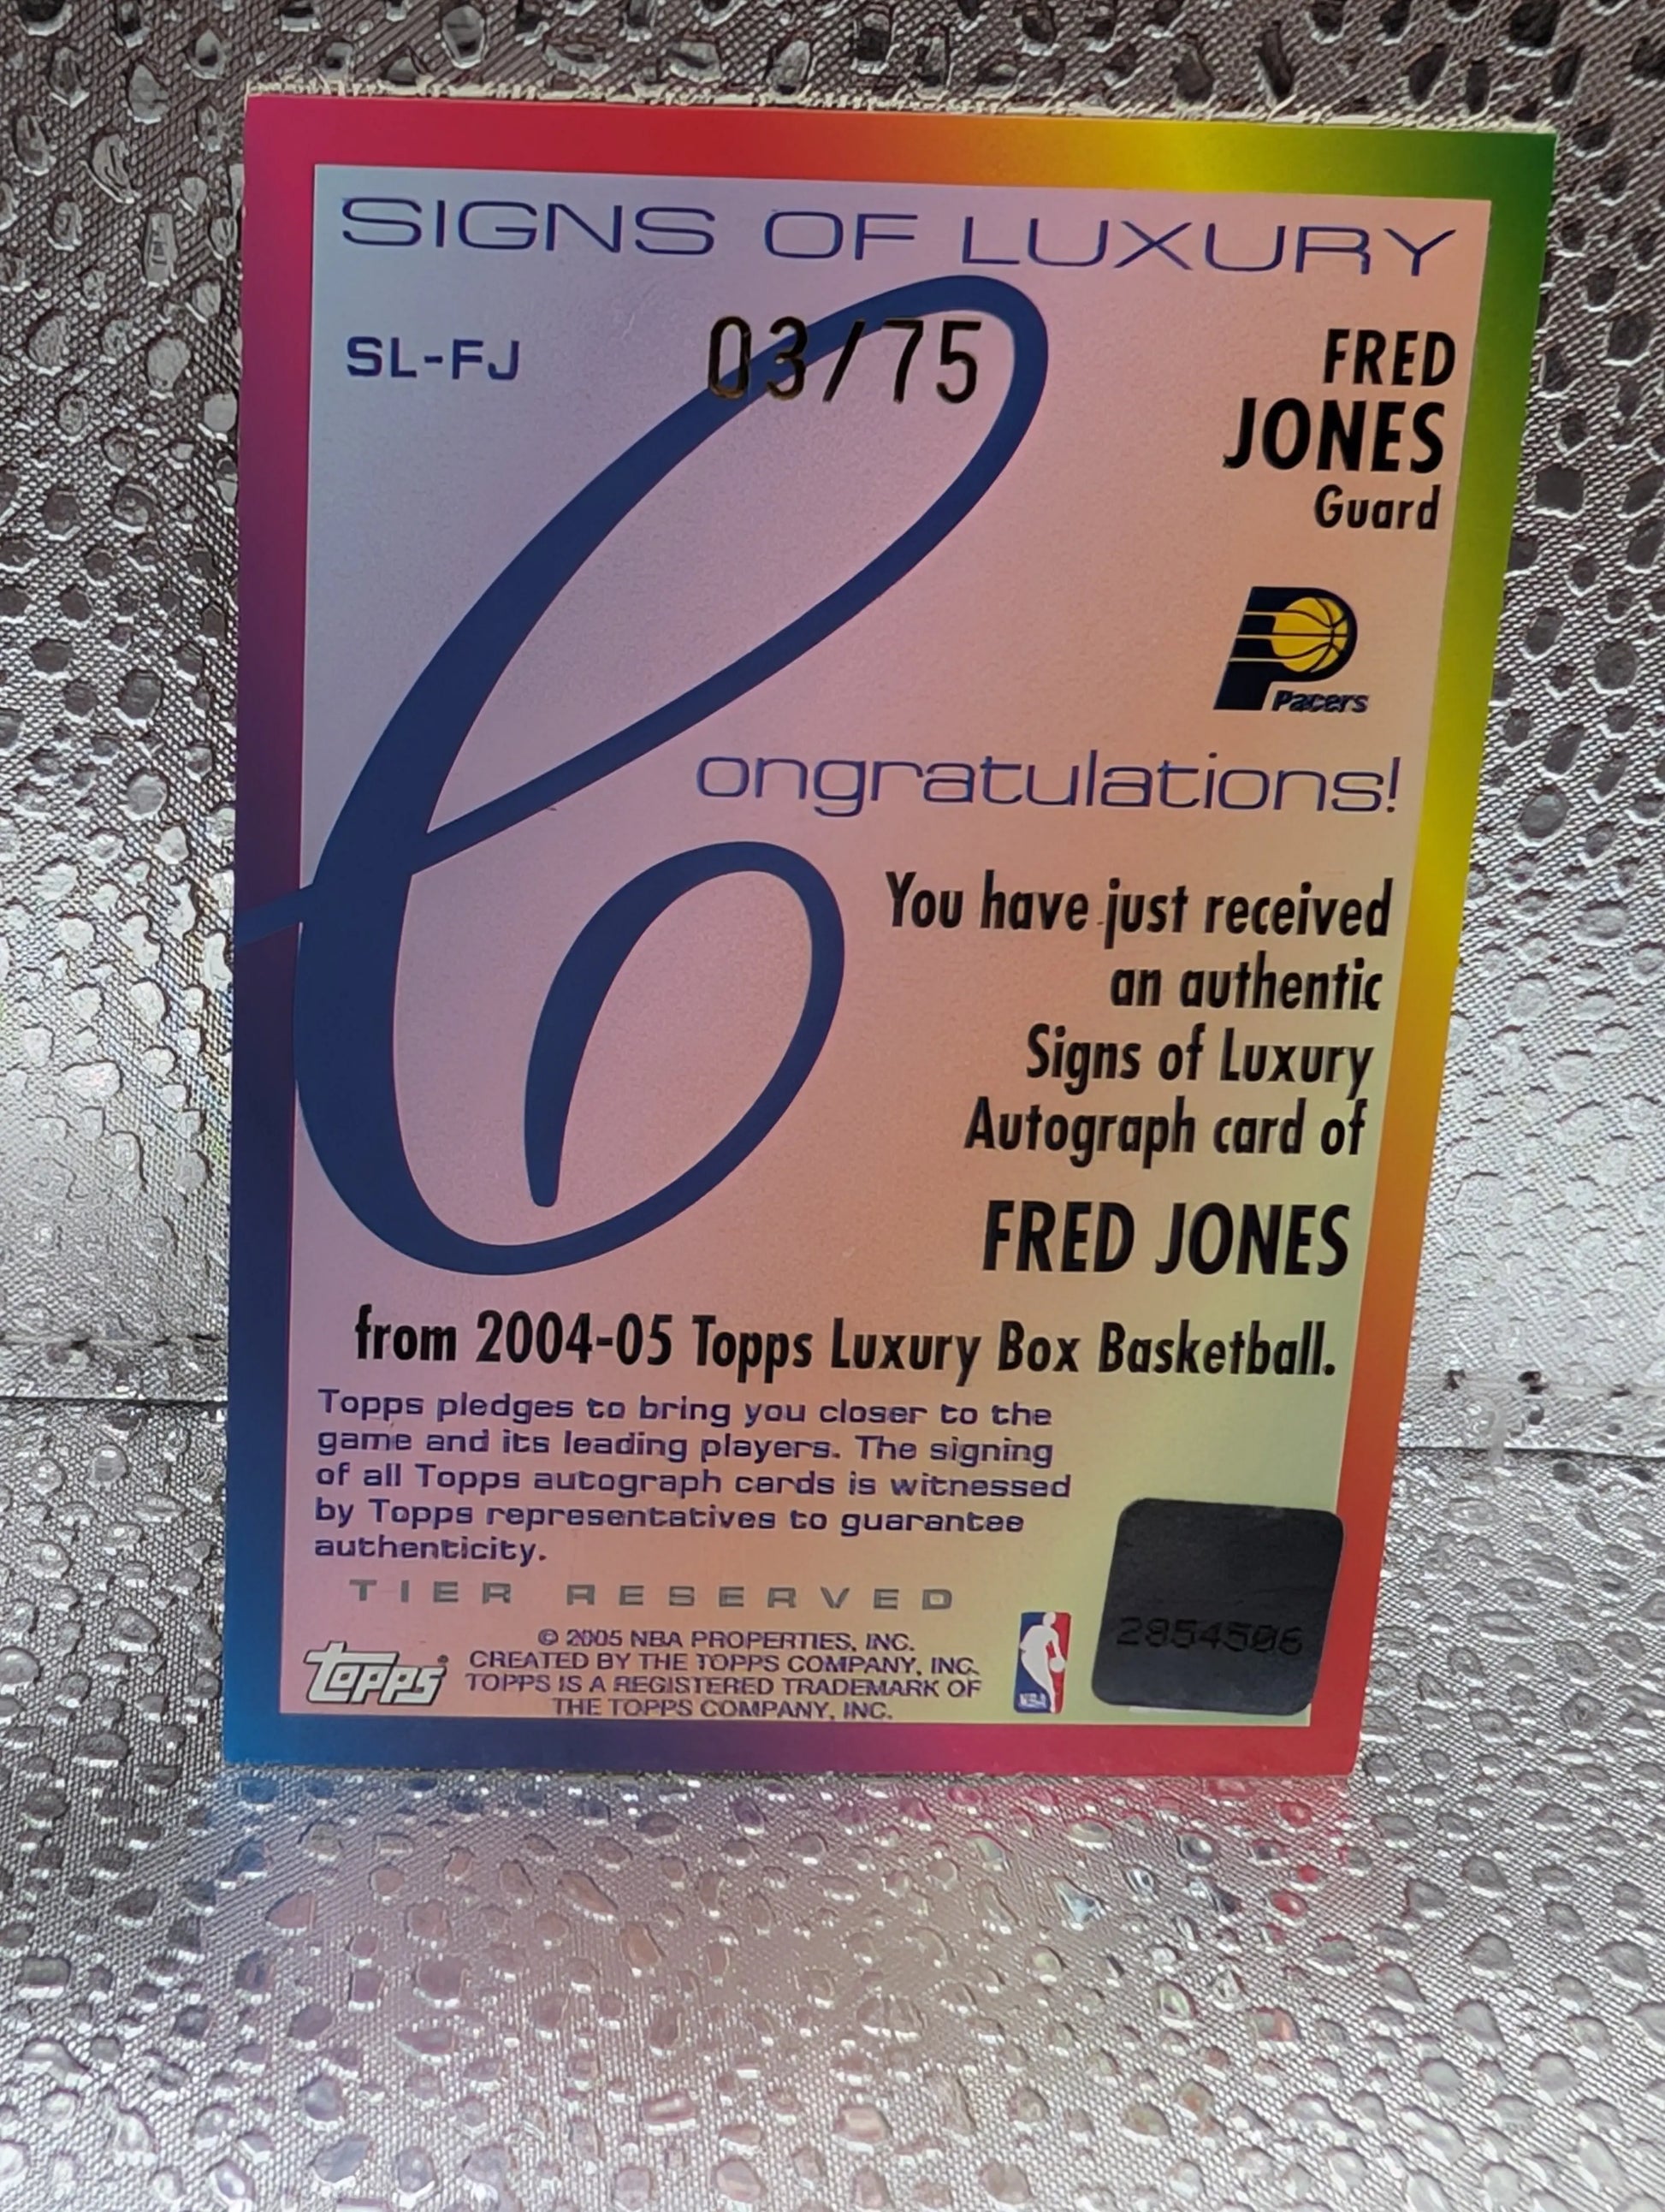 SIGNS OF LUXURY
SL-FJ
03/75
FRED
JONES
Guard
Pacers
Congratulations!
You have just received
an authentic
Signs of Luxury
Autograph card of
FRED JONES
from 2004-05 Topps Luxury Box Basketball.
Topps pledges to bring you closer to the
game and its leading players. The signing
of all Topps autograph cards is witnessed
by Topps representatives to guarantee
authenticity.
TIER RESERVED
© 2005 NBA PROPERTIES, INC.
CREATED BY THE TOPPS COMPANY, INC.
TOPPS IS A REGISTERED TRADEMARK OF
THE TOPPS COMPANY, INC.
Topps®
NBA
2854506